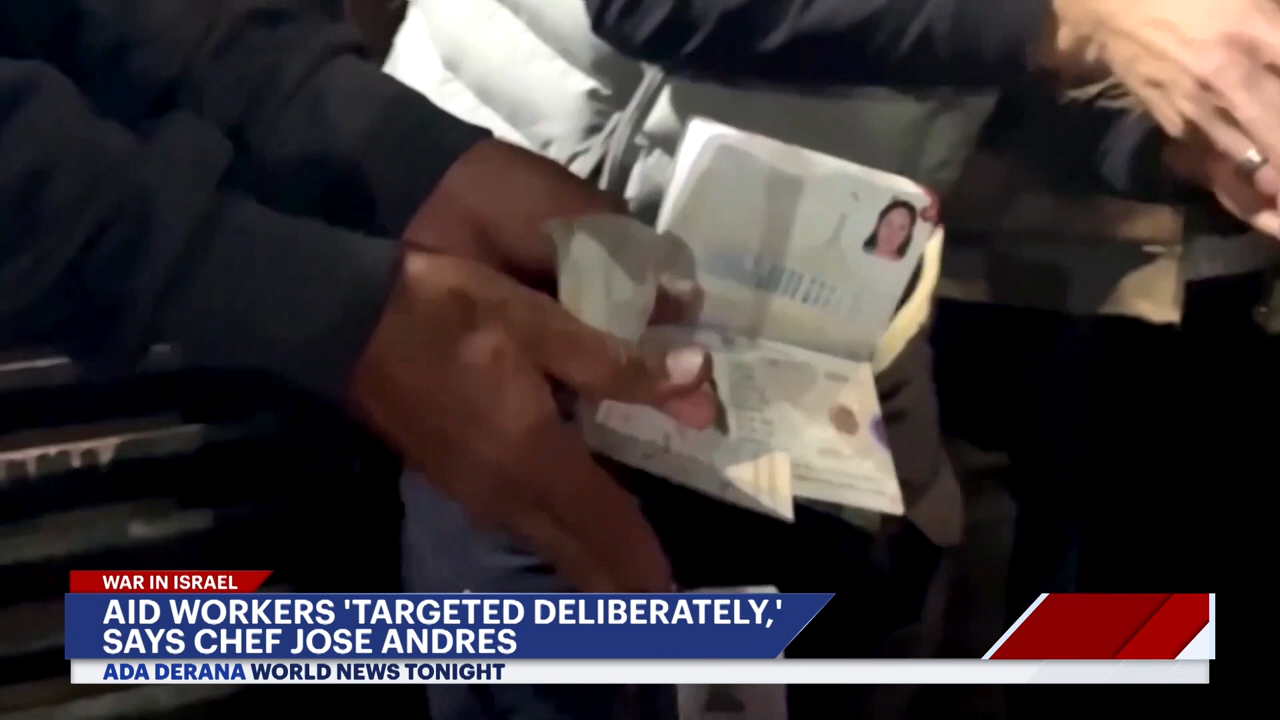 WAR IN ISRAEL
AID WORKERS 'TARGETED DELIBERATELY,'
SAYS CHEF JOSE ANDRES
ADA DERANA WORLD NEWS TONIGHT